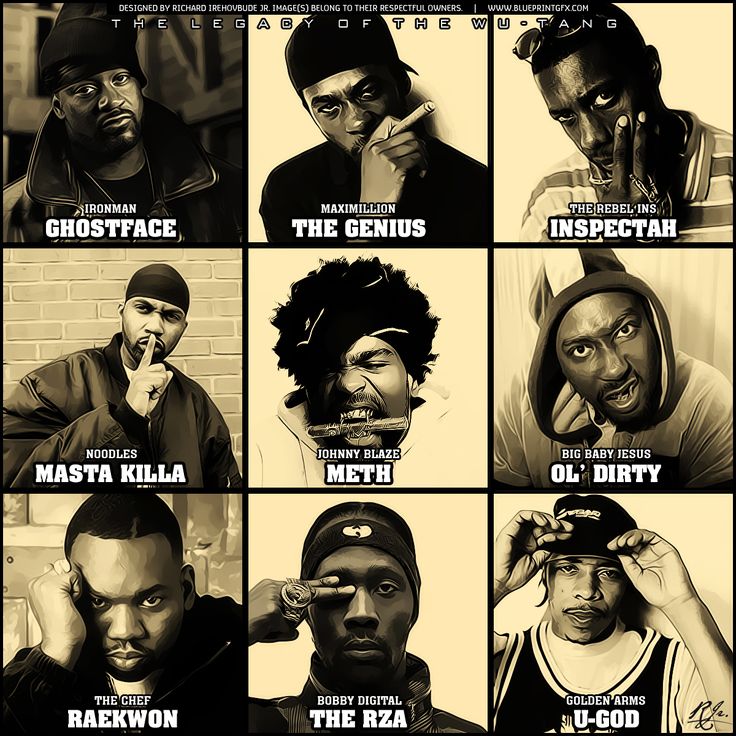 DESIGNED BY RICHARD IREHOVBUDE JR. IMAGE(S) BELONG TO THEIR RESPECTFUL OWNERS. | WWW.BLUEPRINTGFX.COM
THE LEGACY OF THE WU-TANG
IRONMAN
GHOSTFACE
MAXIMILLION
THE GENIUS
THE REBEL INS
INSPECTAH
NOODLES
MASTA KILLA
JOHNNY BLAZE
METH
BIG BABY JESUS
OL' DIRTY
THE CHEF
RAEKWON
BOBBY DIGITAL
THE RZA
GOLDEN ARMS
U-GOD